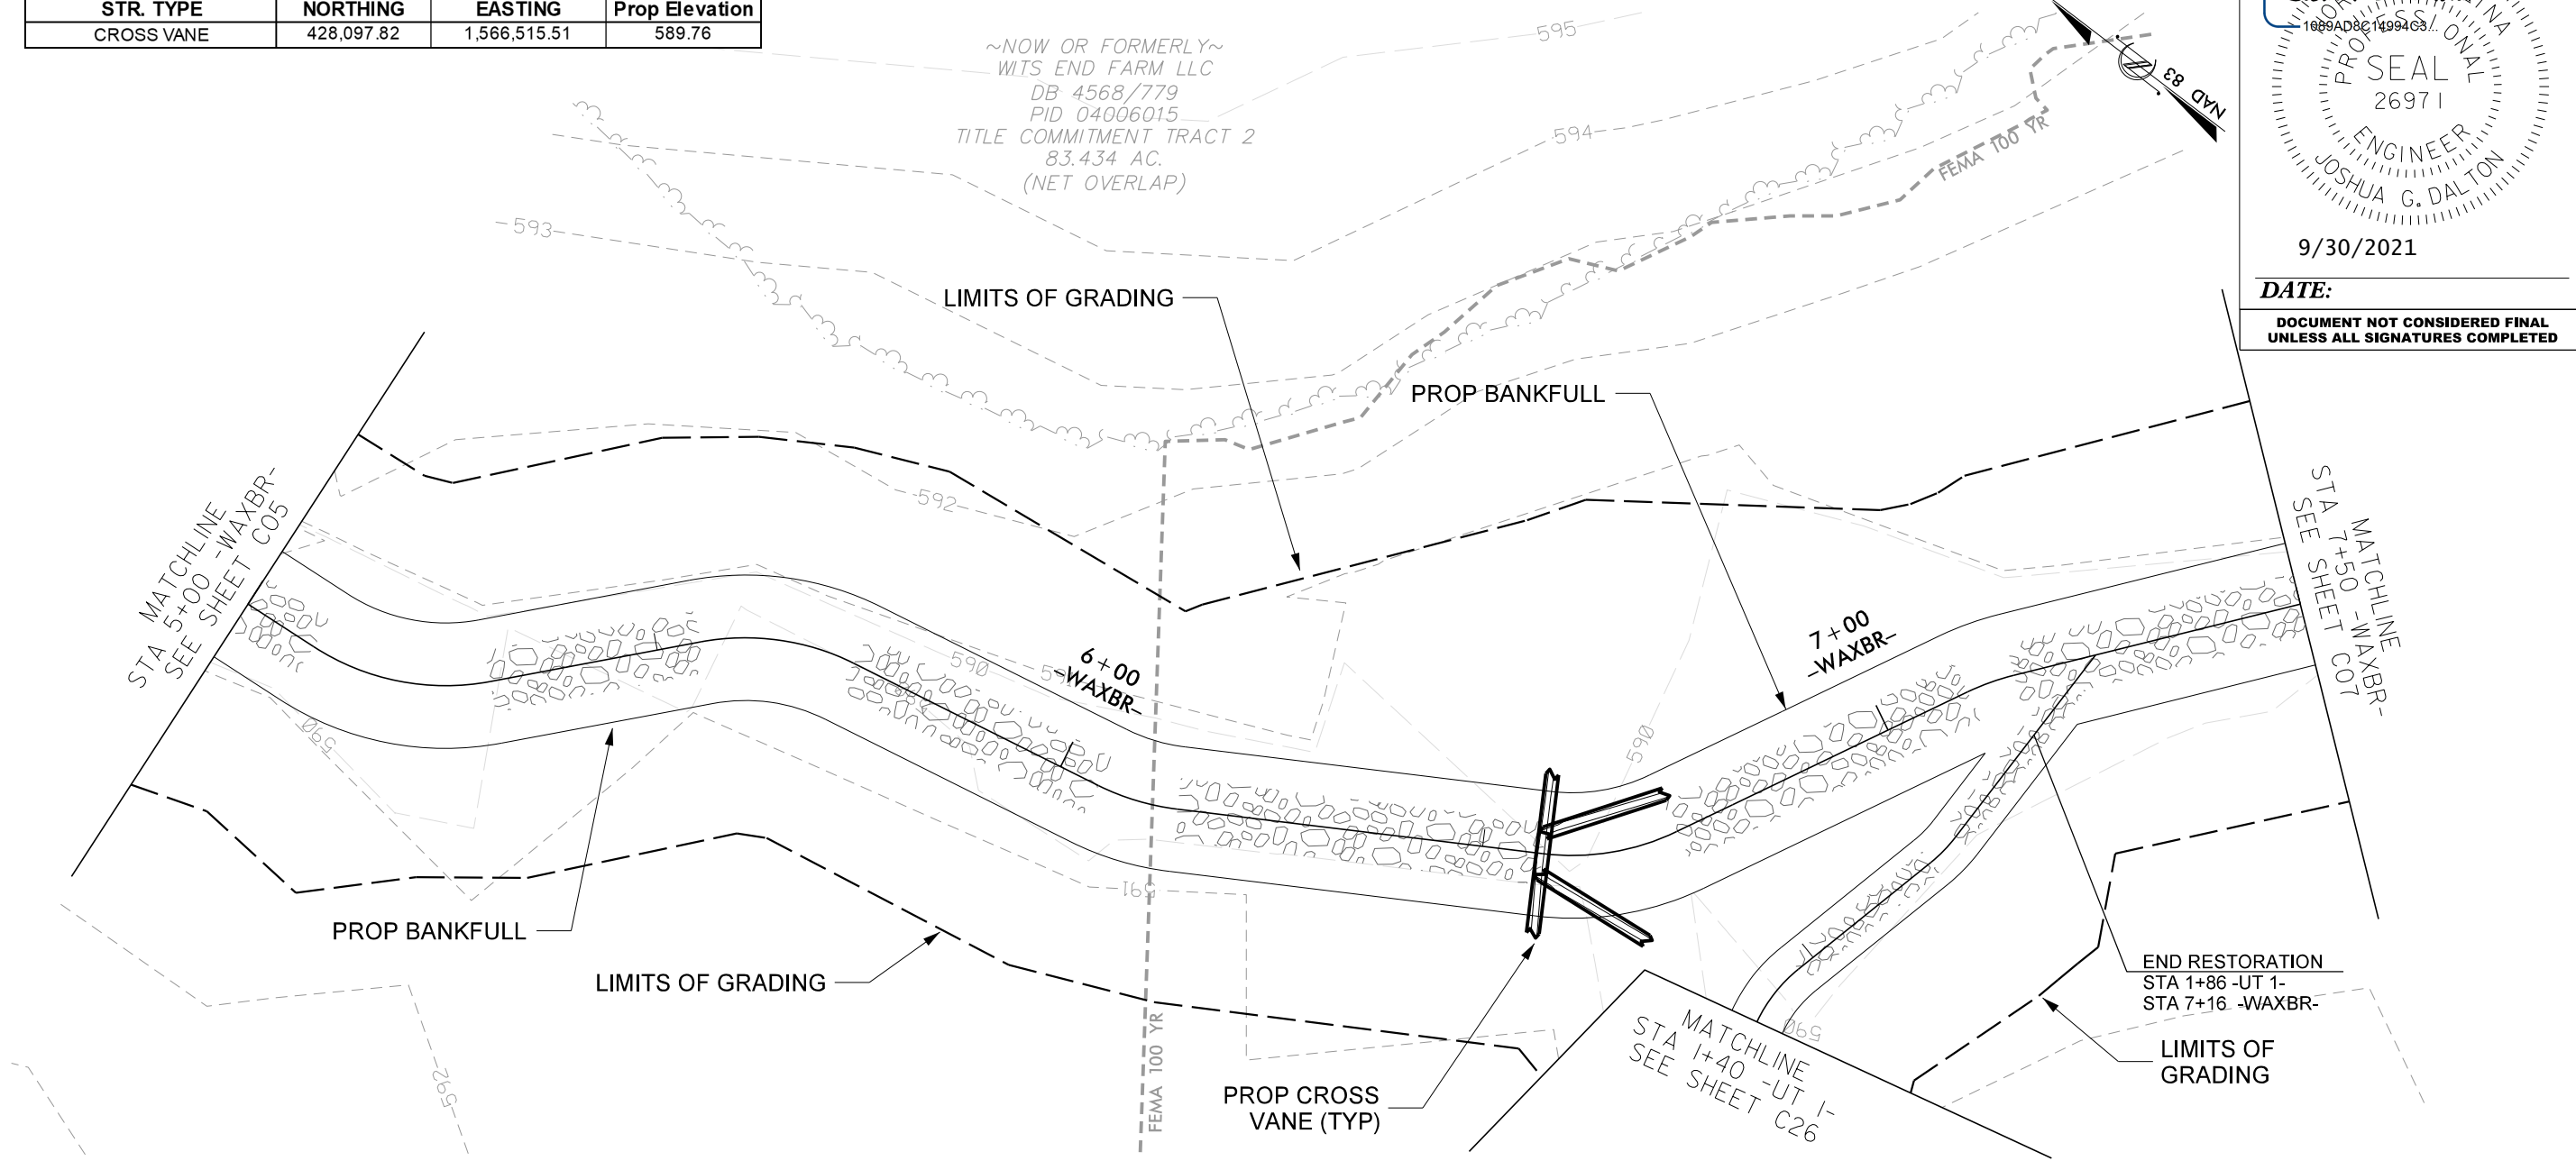 STR. TYPE NORTHING EASTING Prop Elevation
CROSS VANE 428,097.82 1,566,515.51 589.76
~NOW OR FORMERLY~
WITS END FARM LLC
DB 4568/779
PID 04006015
TITLE COMMITMENT TRACT 2
83.434 AC.
(NET OVERLAP)
595
594
593
592
FEMA 100 YR
NAD 83
PROFESSIONAL
SEAL
26971
ENGINEER
JOSHUA G. DALTON
9/30/2021
DATE:
DOCUMENT NOT CONSIDERED FINAL
UNLESS ALL SIGNATURES COMPLETED
LIMITS OF GRADING
PROP BANKFULL
MATCHLINE
STA 5+00 -WAXBR-
SEE SHEET C05
MATCHLINE
STA 7+50 -WAXBR-
SEE SHEET C07
590
6+00
-WAXBR-
7+00
-WAXBR-
590
590
591
PROP BANKFULL
LIMITS OF GRADING
592
FEMA 100 YR
PROP CROSS
VANE (TYP)
MATCHLINE
STA 1+40 -UT 1-
SEE SHEET C26
590
END RESTORATION
STA 1+86 -UT 1-
STA 7+16 -WAXBR-
LIMITS OF
GRADING